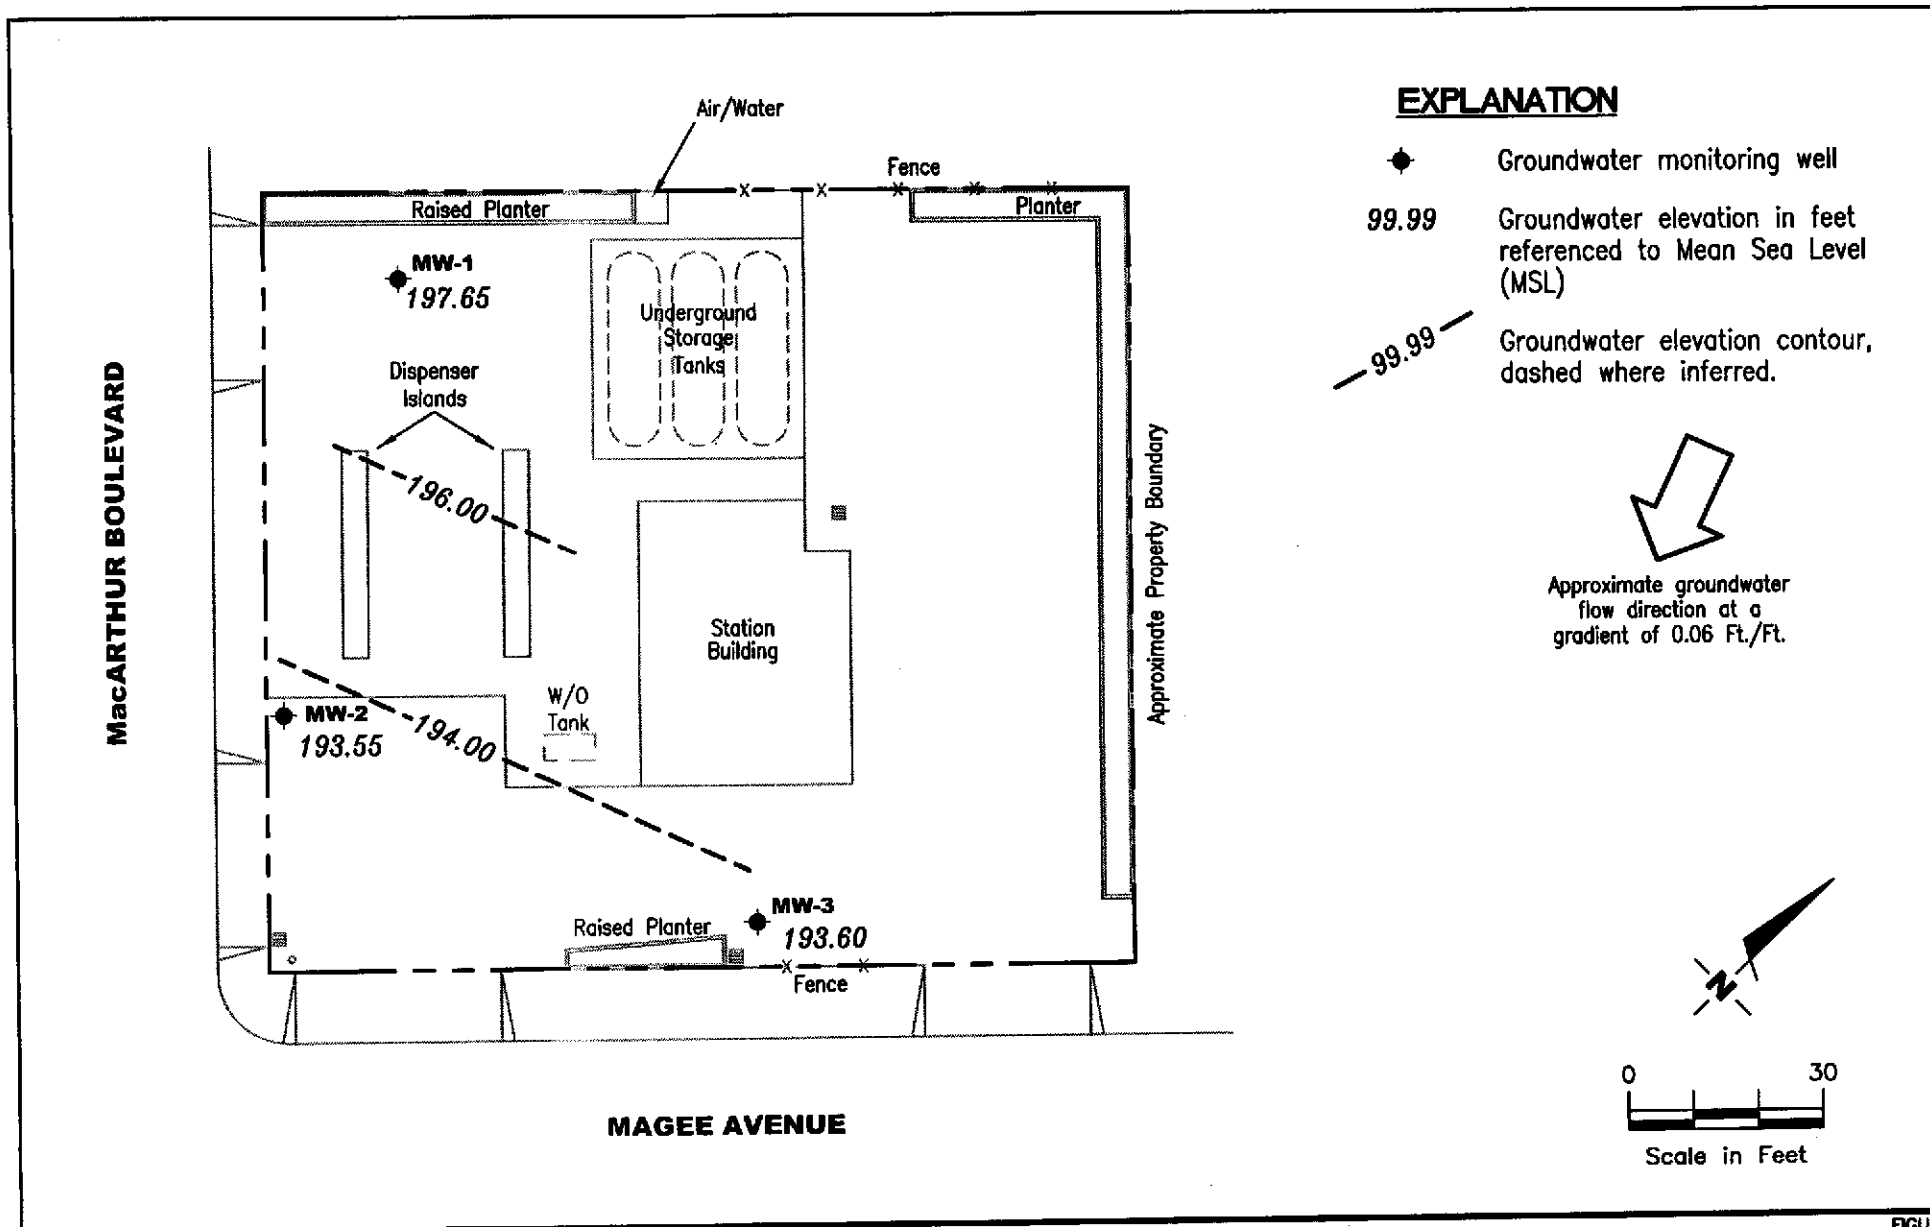 Air/Water
Fence
Raised Planter
Planter
MW-1
197.65
Underground
Storage
Tanks
Dispenser
Islands
196.00
MacARTHUR BOULEVARD
Approximate Property Boundary
Station
Building
W/O
Tank
MW-2
193.55
194.00
MW-3
193.60
Raised Planter
Fence
MAGEE AVENUE
EXPLANATION
Groundwater monitoring well
99.99
Groundwater elevation in feet
referenced to Mean Sea Level
(MSL)
99.99
Groundwater elevation contour,
dashed where inferred.
Approximate groundwater
flow direction at a
gradient of 0.06 Ft./Ft.
N
0 30
Scale in Feet